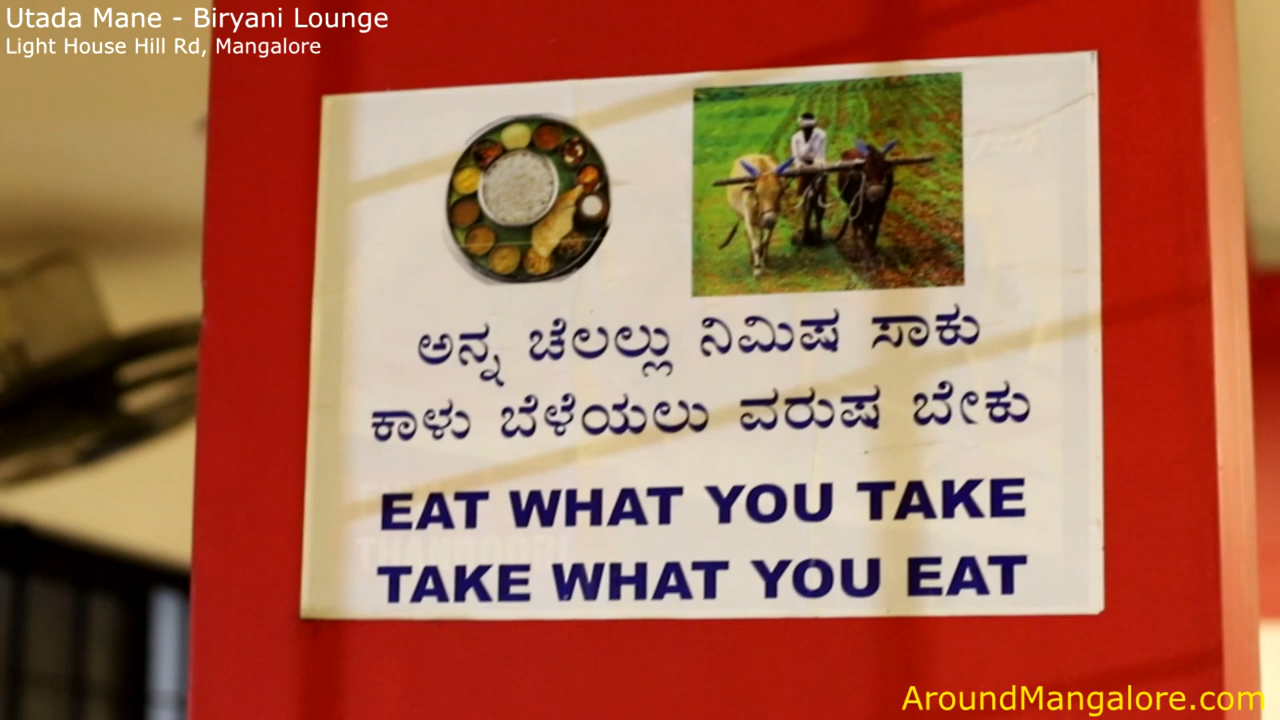 Utada Mane - Biryani Lounge
Light House Hill Rd, Mangalore
ಅನ್ನ ಚೆಲಲ್ಲು ನಿಮಿಷ ಸಾಕು
ಕಾಳು ಬೆಳೆಯಲು ವರುಷ ಬೇಕು
EAT WHAT YOU TAKE
TAKE WHAT YOU EAT
AroundMangalore.com